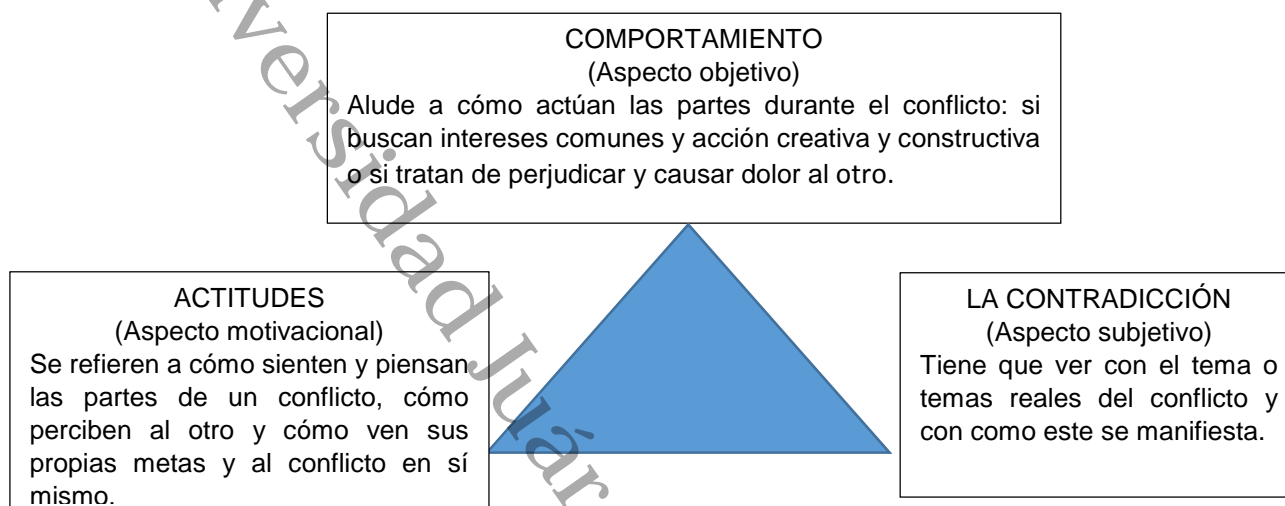 COMPORTAMIENTO
(Aspecto objetivo)
Alude a cómo actúan las partes durante el conflicto: si
buscan intereses comunes y acción creativa y constructiva
o si tratan de perjudicar y causar dolor al otro.
ACTITUDES
(Aspecto motivacional)
Se refieren a cómo sienten y piensan
las partes de un conflicto, cómo
perciben al otro y cómo ven sus
propias metas y al conflicto en sí
mismo.
LA CONTRADICCIÓN
(Aspecto subjetivo)
Tiene que ver con el tema o
temas reales del conflicto y
con como este se manifiesta.
versidad Juár